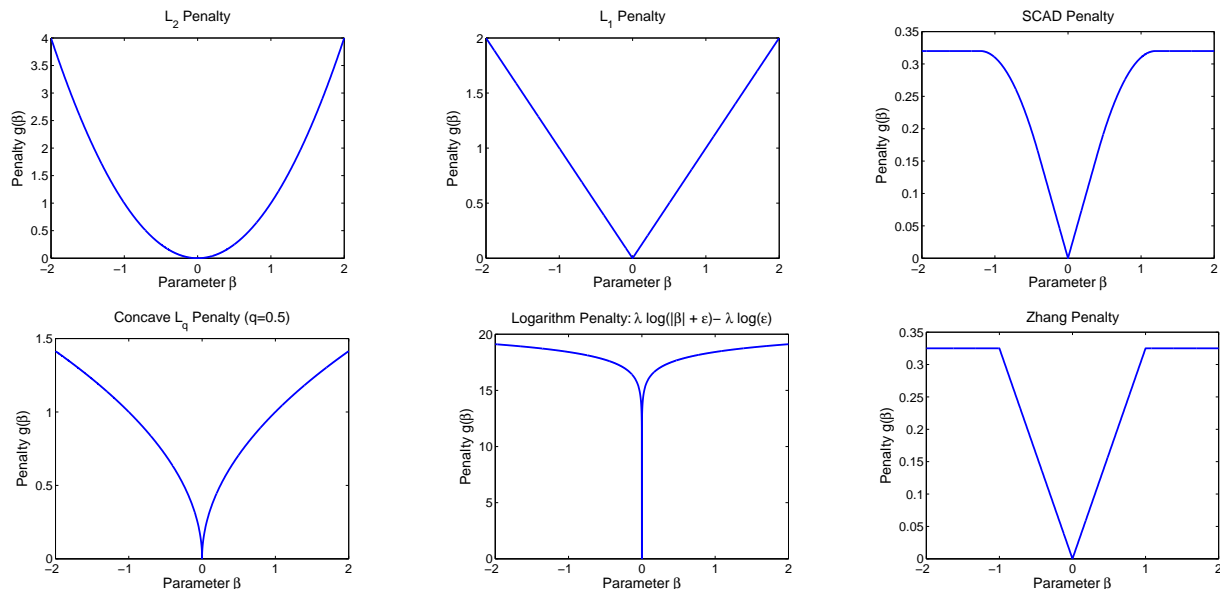 L_2 Penalty
4
3.5
3
2.5
2
1.5
1
0.5
0
Penalty g(β)
−2 −1 0 1 2
Parameter β
L_1 Penalty
2
1.5
1
0.5
0
Penalty g(β)
−2 −1 0 1 2
Parameter β
SCAD Penalty
0.35
0.3
0.25
0.2
0.15
0.1
0.05
0
Penalty g(β)
−2 −1 0 1 2
Parameter β
Concave L_q Penalty (q=0.5)
1.5
1
0.5
0
Penalty g(β)
−2 −1 0 1 2
Parameter β
Logarithm Penalty: λ log(|β| + ε)− λ log(ε)
20
15
10
5
0
Penalty g(β)
−2 −1 0 1 2
Parameter β
Zhang Penalty
0.35
0.3
0.25
0.2
0.15
0.1
0.05
0
Penalty g(β)
−2 −1 0 1 2
Parameter β